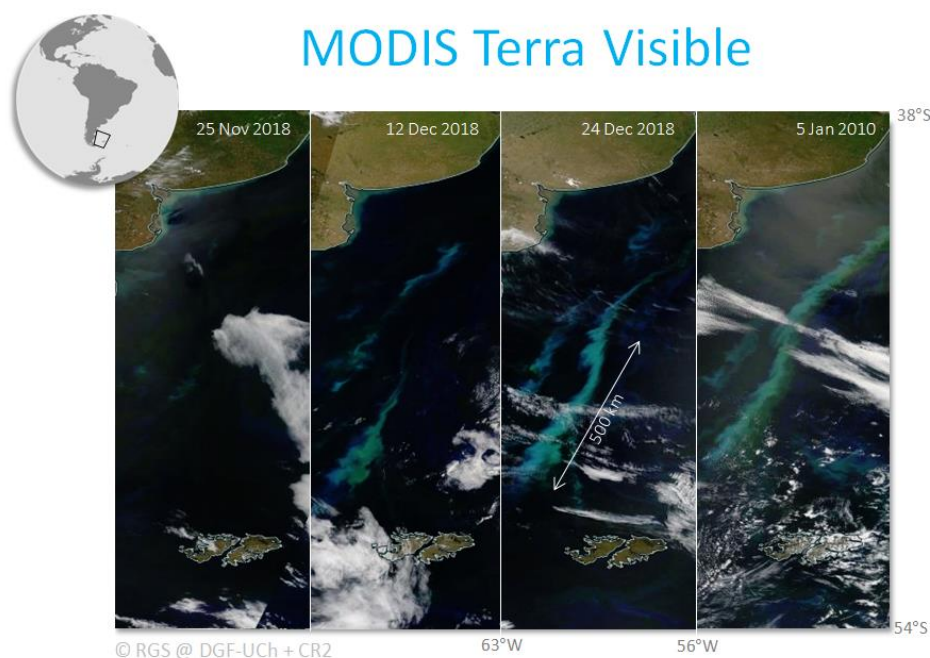 MODIS Terra Visible
25 Nov 2018
12 Dec 2018
24 Dec 2018
5 Jan 2010
38°S
500 km
54°S
63°W
56°W
© RGS @ DGF-UCh + CR2